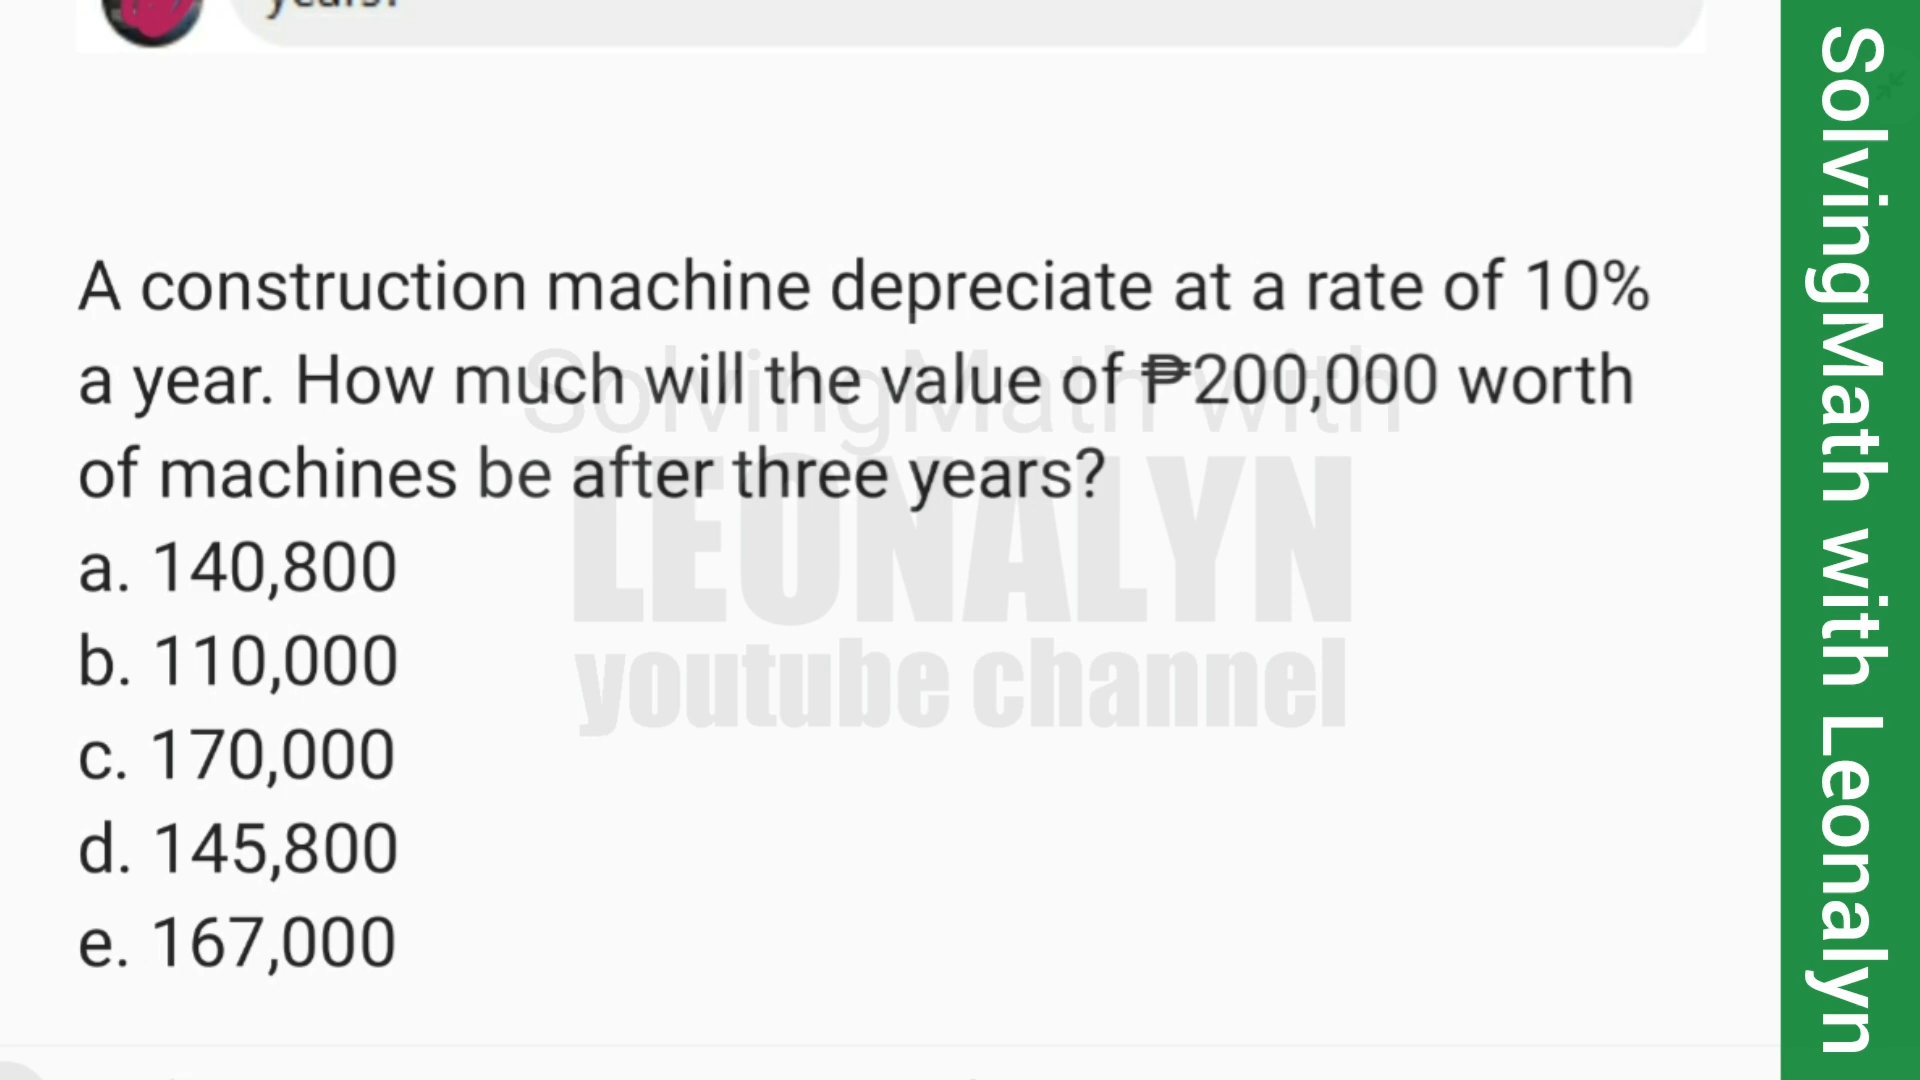 A construction machine depreciate at a rate of 10%
a year. How much will the value of ₱200,000 worth
of machines be after three years?
a. 140,800
b. 110,000
c. 170,000
d. 145,800
e. 167,000
SolvingMath with
LEONALYN
youtube channel
SolvingMath with Leonalyn